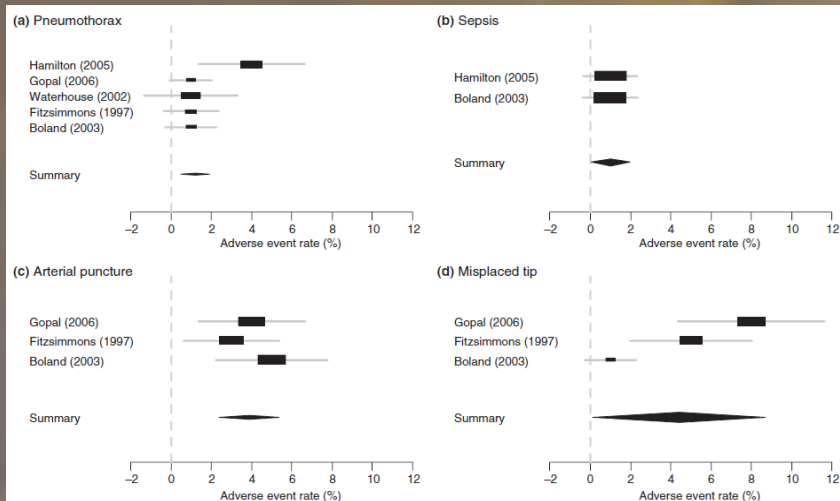 (a) Pneumothorax
Hamilton (2005)
Gopal (2006)
Waterhouse (2002)
Fitzsimmons (1997)
Boland (2003)
Summary
–2 0 2 4 6 8 10 12
Adverse event rate (%)
(b) Sepsis
Hamilton (2005)
Boland (2003)
Summary
–2 0 2 4 6 8 10 12
Adverse event rate (%)
(c) Arterial puncture
Gopal (2006)
Fitzsimmons (1997)
Boland (2003)
Summary
–2 0 2 4 6 8 10 12
Adverse event rate (%)
(d) Misplaced tip
Gopal (2006)
Fitzsimmons (1997)
Boland (2003)
Summary
–2 0 2 4 6 8 10 12
Adverse event rate (%)